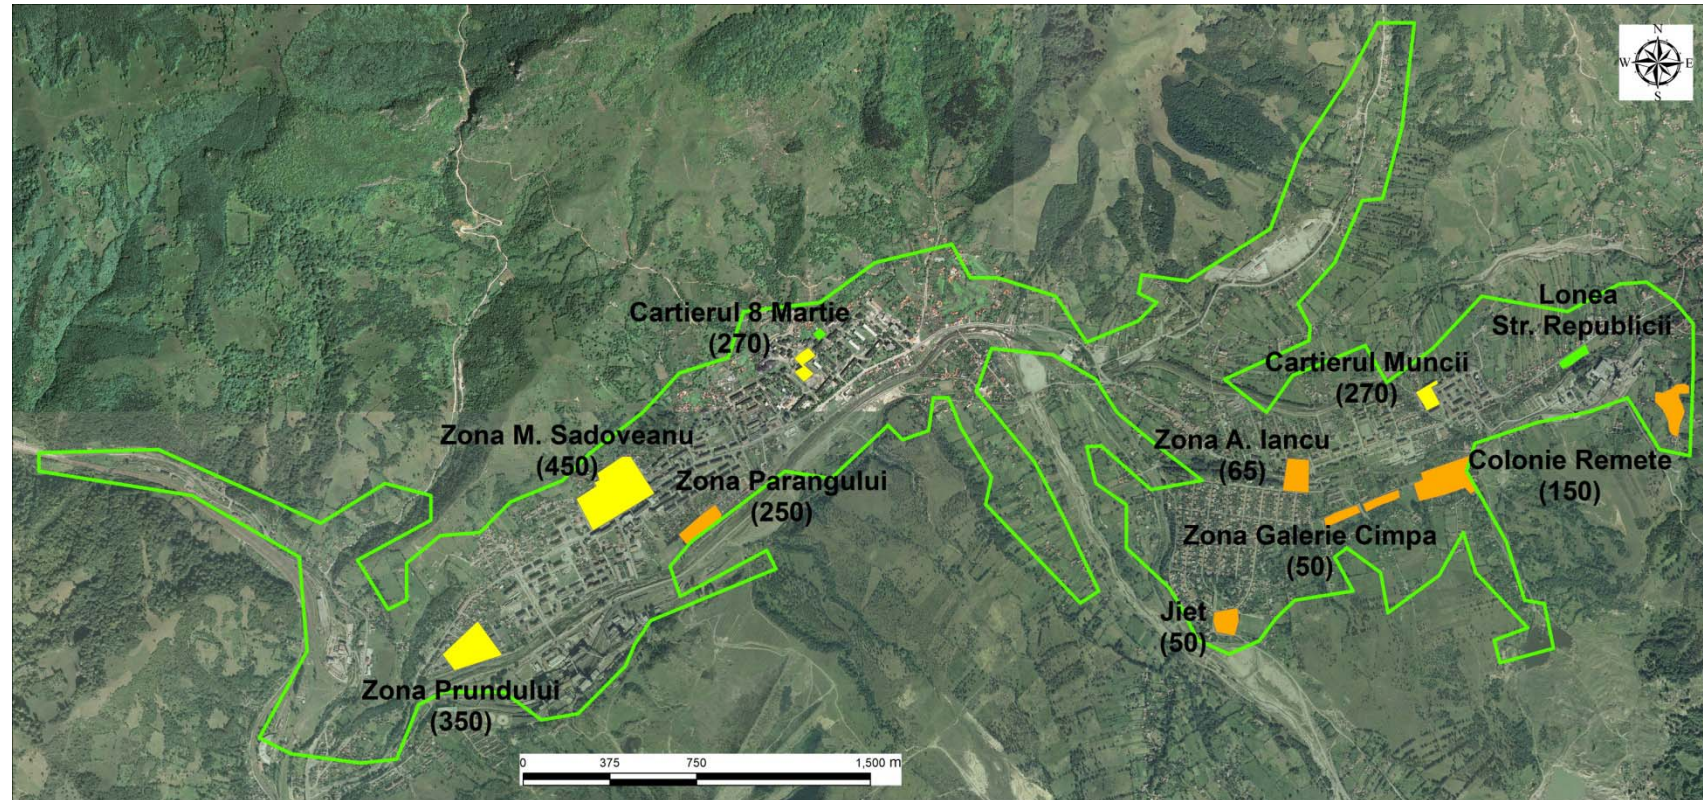 N
W
E
S
Lonea
Str. Republicii
Cartierul 8 Martie
(270)
Cartierul Muncii
(270)
Zona M. Sadoveanu
(450)
Zona A. Iancu
(65)
Zona Parangului
(250)
Colonie Remete
(150)
Zona Galerie Cimpa
(50)
Jiet
(50)
Zona Prundului
(350)
0 375 750 1,500 m